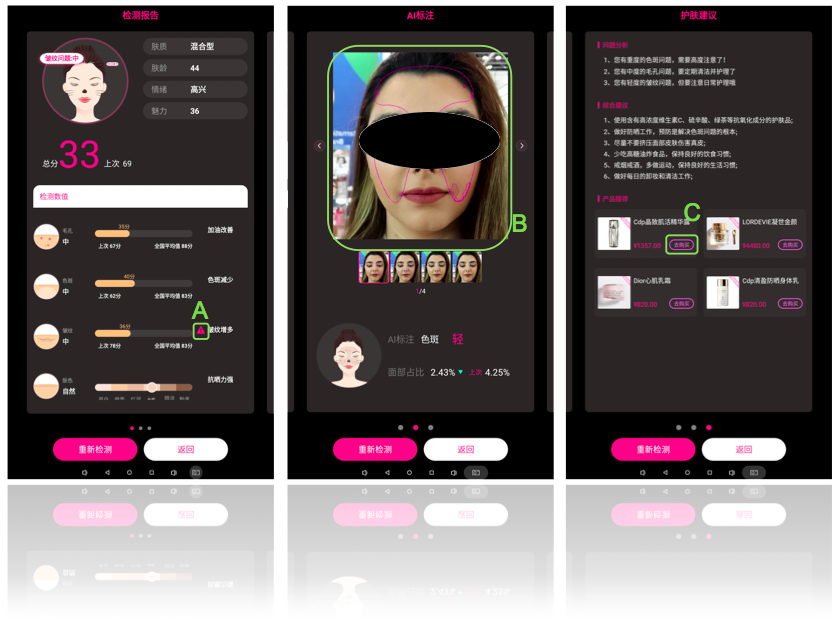 检测报告
皱纹问题:中
肤质 混合型
肤龄 44
情绪 高兴
魅力 36
总分 33 上次 69
检测数值
毛孔
中
35分
上次 67分 全国平均值 88分
加油改善
色斑
中
40分
上次 62分 全国平均值 83分
色斑减少
A
皱纹
中
36分
上次 78分 全国平均值 83分
皱纹增多
肤色
自然
抗晒力强
重新检测 返回
AI标注
B
1/4
AI标注 色斑 轻
面部占比 2.43% 上次 4.25%
重新检测 返回
护肤建议
问题分析
1、您有重度的色斑问题，需要高度注意了!
2、您有中度的毛孔问题，要定期清洁并护理了
3、您有轻度的皱纹问题，但要注意日常护理哦
综合建议
1、使用含有高浓度维生素C、硫辛酸、绿茶等抗氧化成分的护肤品;
2、做好防晒工作，预防是解决色斑问题的根本;
3、尽量不要挤压面部皮肤伤害真皮;
4、少吃高糖油炸食品，保持良好的饮食习惯;
5、戒烟戒酒，多做运动，保持良好的生活习惯;
6、做好每日的卸妆和清洁工作;
产品推荐
C
Cdp晶致肌活精华露
¥1357.00 去购买
LORDEVIE凝世金颜
¥4480.00 去购买
Dior心肌乳霜
¥820.00 去购买
Cdp清盈防晒身体乳
¥828.00 去购买
重新检测 返回